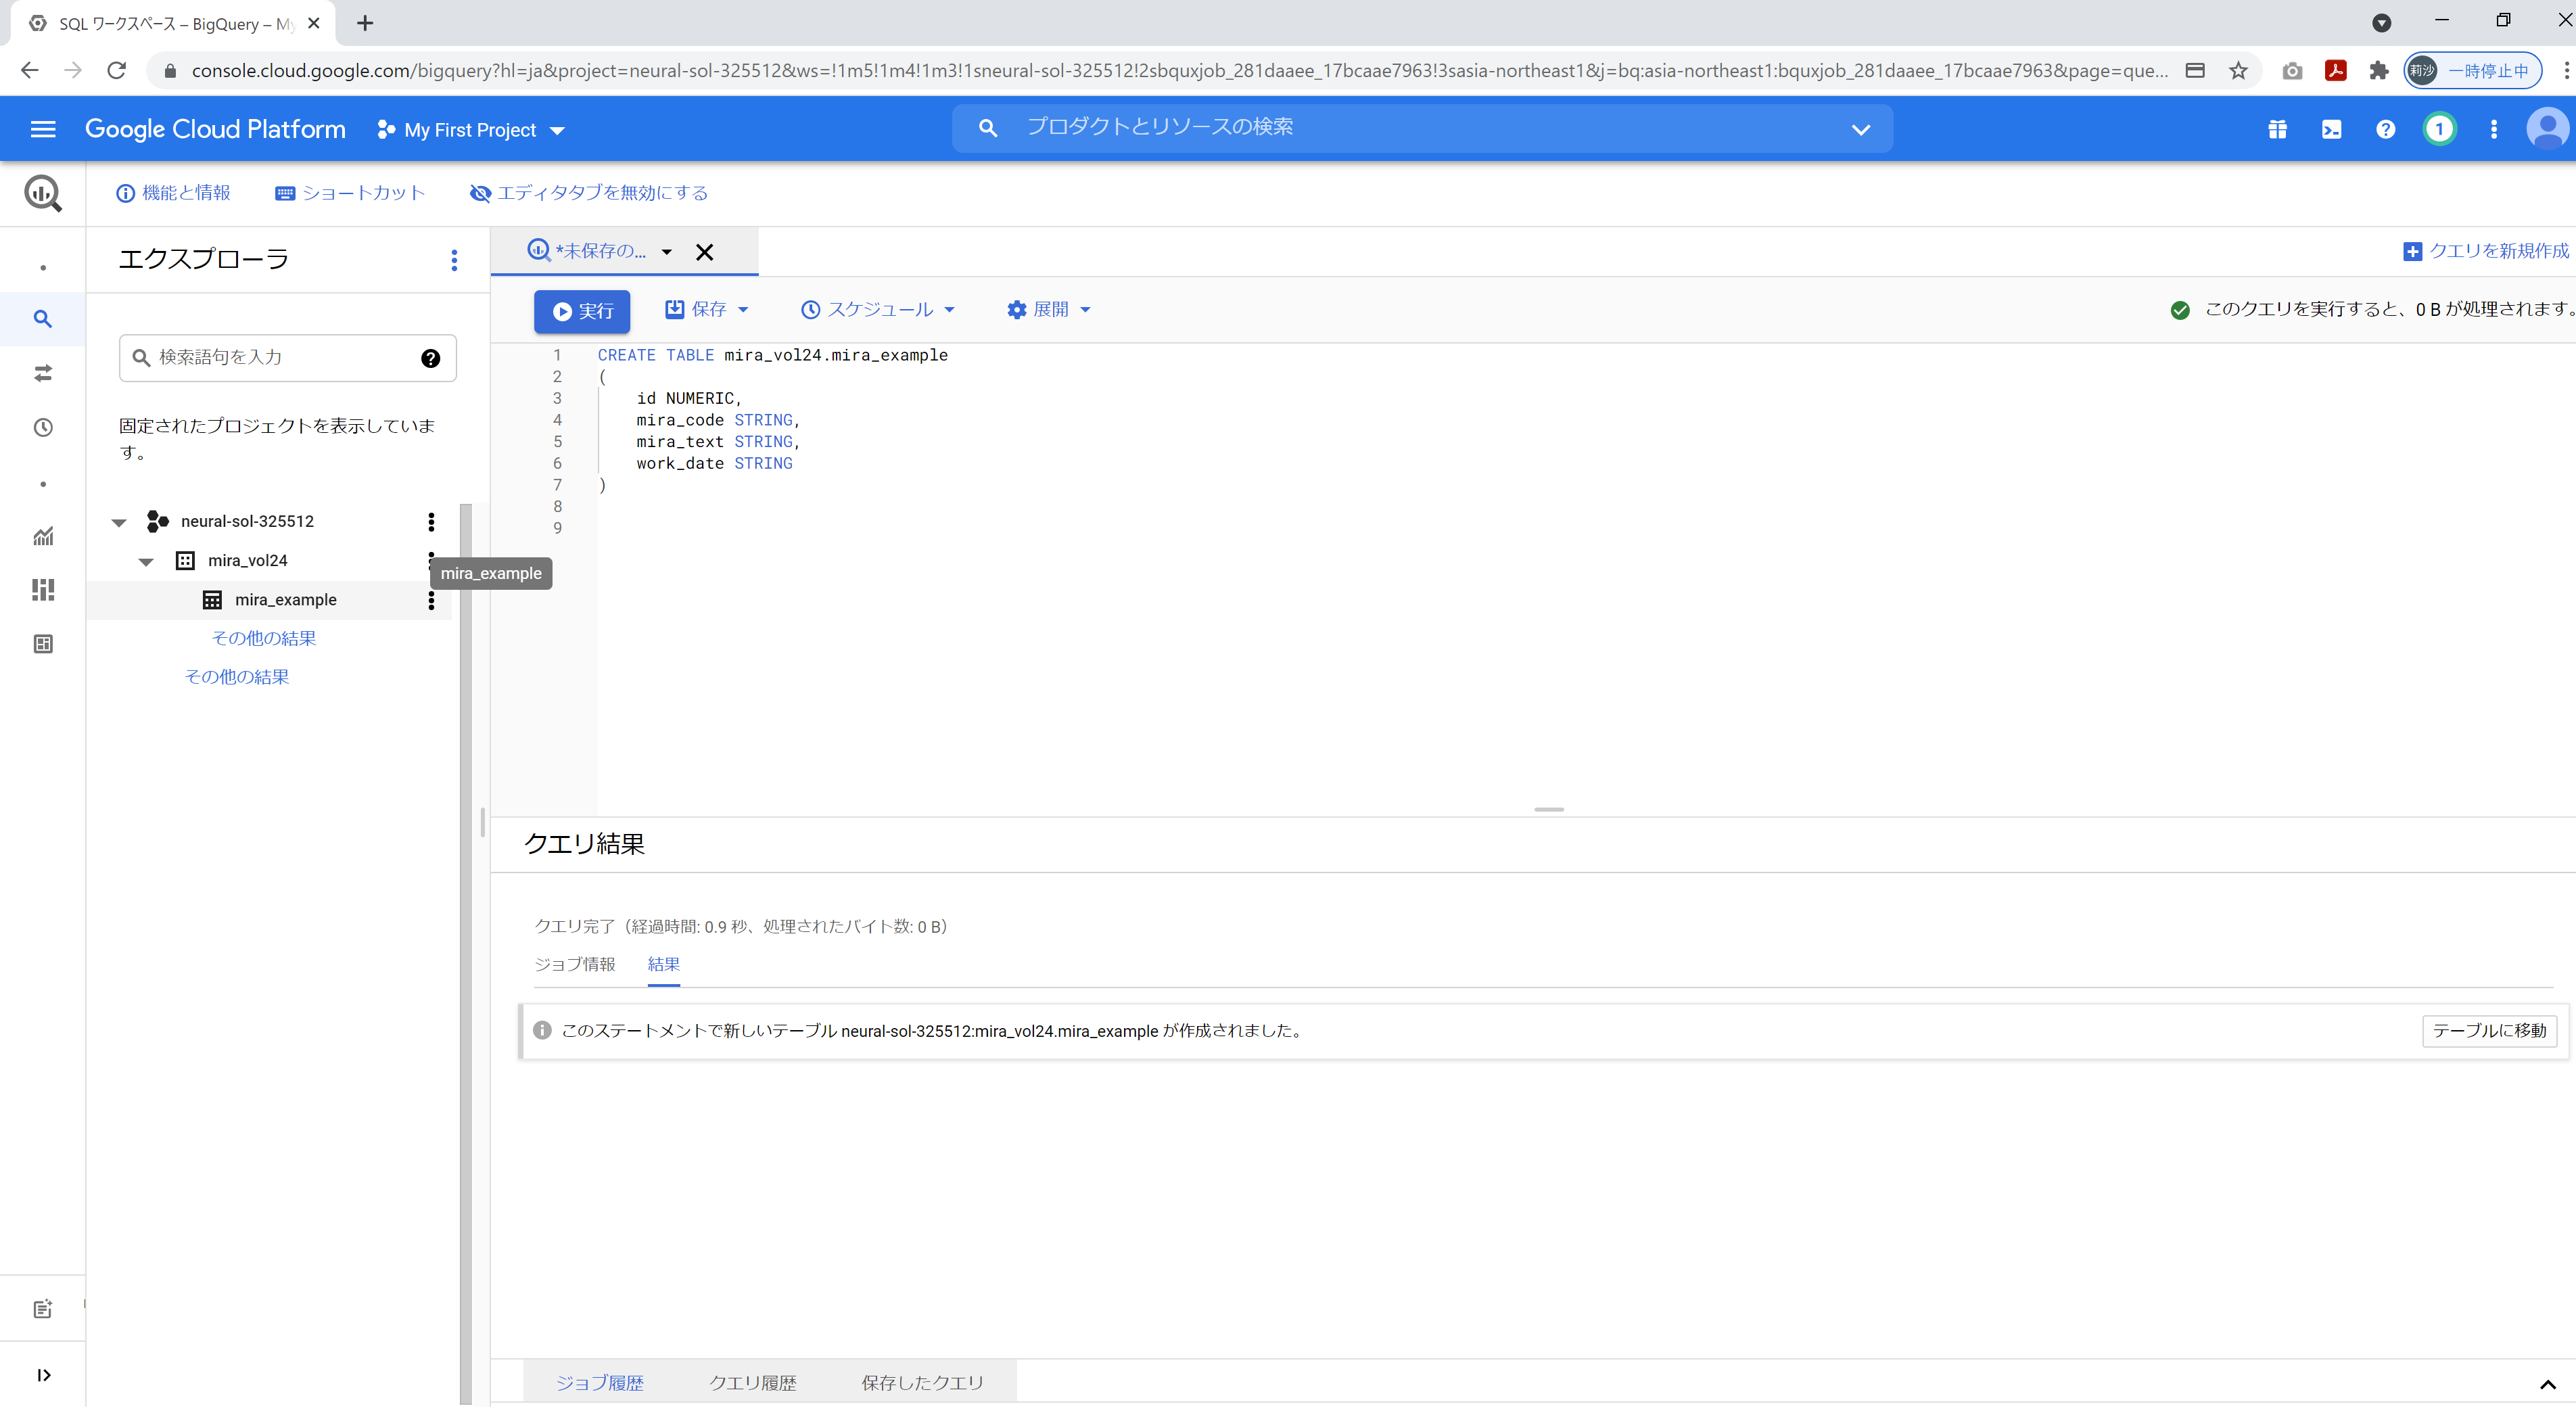 SQL ワークスペース – BigQuery – My
console.cloud.google.com/bigquery?hl=ja&project=neural-sol-325512&ws=!1m5!1m4!1m3!1sneural-sol-325512!2sbquxjob_281daaee_17bcaae7963!3sasia-northeast1&j=bq:asia-northeast1:bquxjob_281daaee_17bcaae7963&page=que...
莉沙 一時停止中
Google Cloud Platform
My First Project
プロダクトとリソースの検索
1
機能と情報
ショートカット
エディタタブを無効にする
エクスプローラ
*未保存の...
クエリを新規作成
実行
保存
スケジュール
展開
このクエリを実行すると、0 B が処理されます。
検索語句を入力
固定されたプロジェクトを表示していま
す。
neural-sol-325512
mira_vol24
mira_example
mira_example
その他の結果
その他の結果
1 CREATE TABLE mira_vol24.mira_example
2 (
3 id NUMERIC,
4 mira_code STRING,
5 mira_text STRING,
6 work_date STRING
7 )
8
9
クエリ結果
クエリ完了（経過時間: 0.9 秒、処理されたバイト数: 0 B）
ジョブ情報
結果
このステートメントで新しいテーブル neural-sol-325512:mira_vol24.mira_example が作成されました。
テーブルに移動
ジョブ履歴
クエリ履歴
保存したクエリ